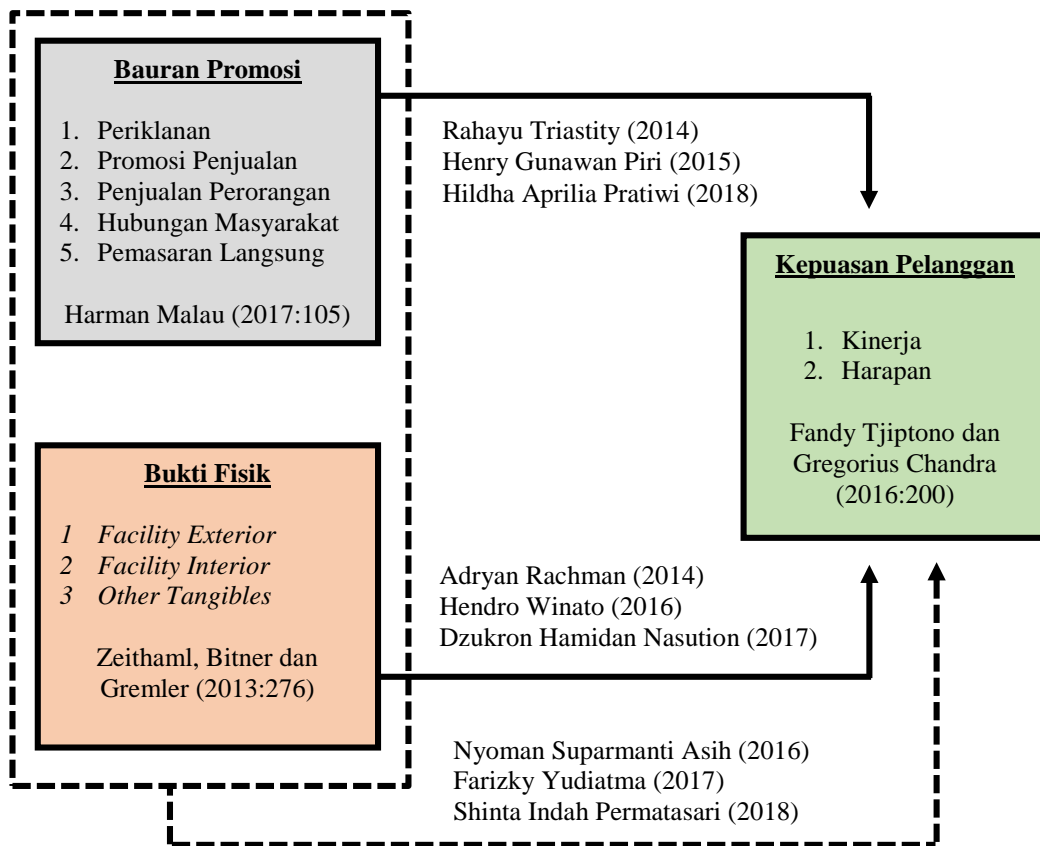 Bauran Promosi
1. Periklanan
2. Promosi Penjualan
3. Penjualan Perorangan
4. Hubungan Masyarakat
5. Pemasaran Langsung
Harman Malau (2017:105)
Rahayu Triastity (2014)
Henry Gunawan Piri (2015)
Hildha Aprilia Pratiwi (2018)
Kepuasan Pelanggan
1. Kinerja
2. Harapan
Fandy Tjiptono dan
Gregorius Chandra
(2016:200)
Bukti Fisik
1 Facility Exterior
2 Facility Interior
3 Other Tangibles
Zeithaml, Bitner dan
Gremler (2013:276)
Adryan Rachman (2014)
Hendro Winato (2016)
Dzukron Hamidan Nasution (2017)
Nyoman Suparmanti Asih (2016)
Farizky Yudiatma (2017)
Shinta Indah Permatasari (2018)